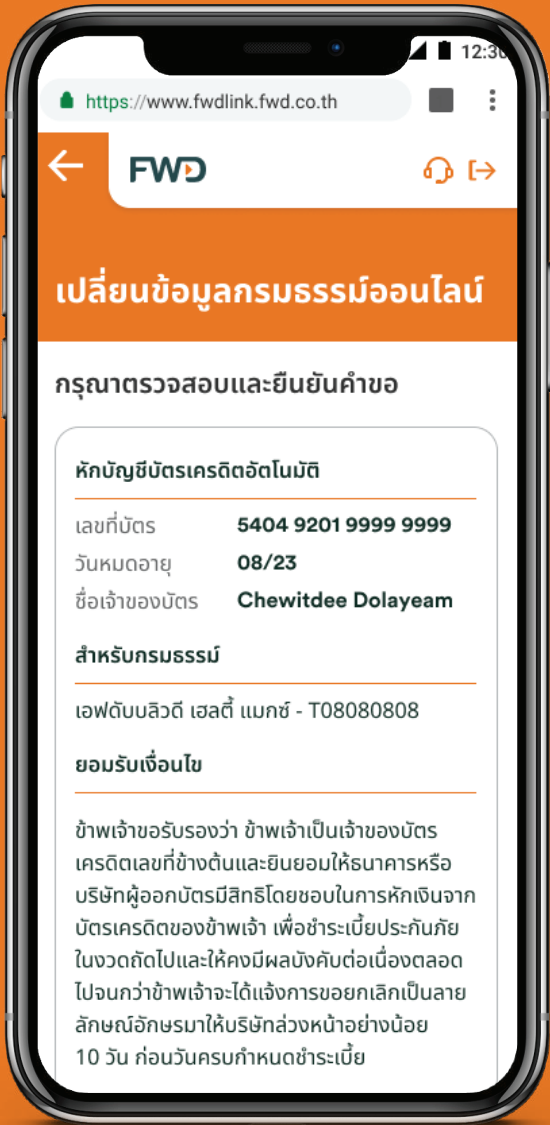 12:30
https://www.fwdlink.fwd.co.th
FWD
เปลี่ยนข้อมูลกรมธรรม์ออนไลน์
กรุณาตรวจสอบและยืนยันคำขอ
หักบัญชีบัตรเครดิตอัตโนมัติ
เลขที่บัตร 5404 9201 9999 9999
วันหมดอายุ 08/23
ชื่อเจ้าของบัตร Chewitdee Dolayeam
สำหรับกรมธรรม์
เอฟดับบลิวดี เฮลตี้ แมกซ์ - T08080808
ยอมรับเงื่อนไข
ข้าพเจ้าขอรับรองว่า ข้าพเจ้าเป็นเจ้าของบัตร
เครดิตเลขที่ข้างต้นและยินยอมให้ธนาคารหรือ
บริษัทผู้ออกบัตรมีสิทธิโดยชอบในการหักเงินจาก
บัตรเครดิตของข้าพเจ้า เพื่อชำระเบี้ยประกันภัย
ในงวดถัดไปและให้คงมีผลบังคับต่อเนื่องตลอด
ไปจนกว่าข้าพเจ้าจะได้แจ้งการขอยกเลิกเป็นลาย
ลักษณ์อักษรมาให้บริษัทล่วงหน้าอย่างน้อย
10 วัน ก่อนวันครบกำหนดชำระเบี้ย